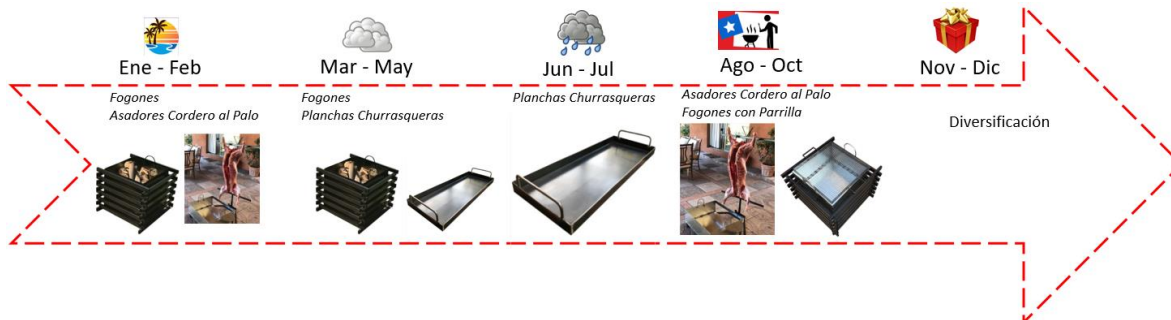 Ene - Feb
Mar - May
Jun - Jul
Ago - Oct
Nov - Dic
Fogones
Asadores Cordero al Palo
Fogones
Planchas Churrasqueras
Planchas Churrasqueras
Asadores Cordero al Palo
Fogones con Parrilla
Diversificación